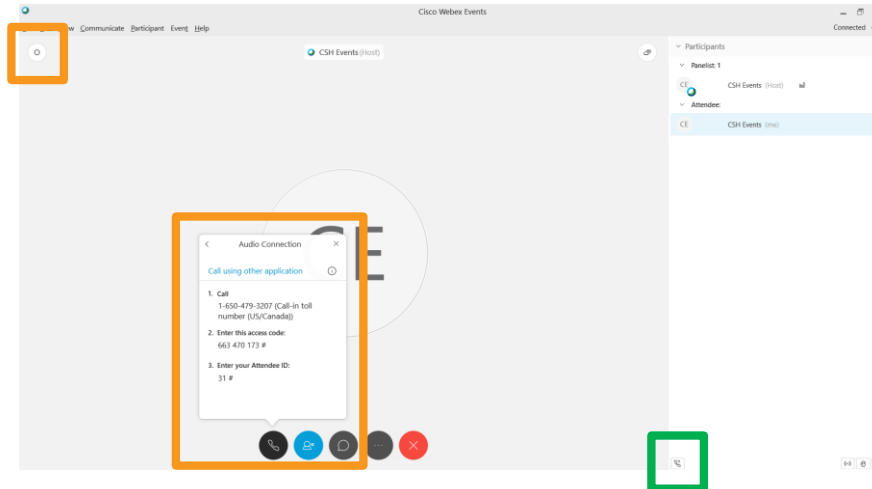 Cisco Webex Events
Communicate Participant Event Help
Connected
CSH Events (Host)
Participants
Panelist: 1
CE CSH Events (Host)
Attendee:
CE CSH Events (me)
CE
Audio Connection
Call using other application
1. Call
1-650-479-3207 (Call-in toll
number (US/Canada))
2. Enter this access code:
663 470 173 #
3. Enter your Attendee ID:
31 #